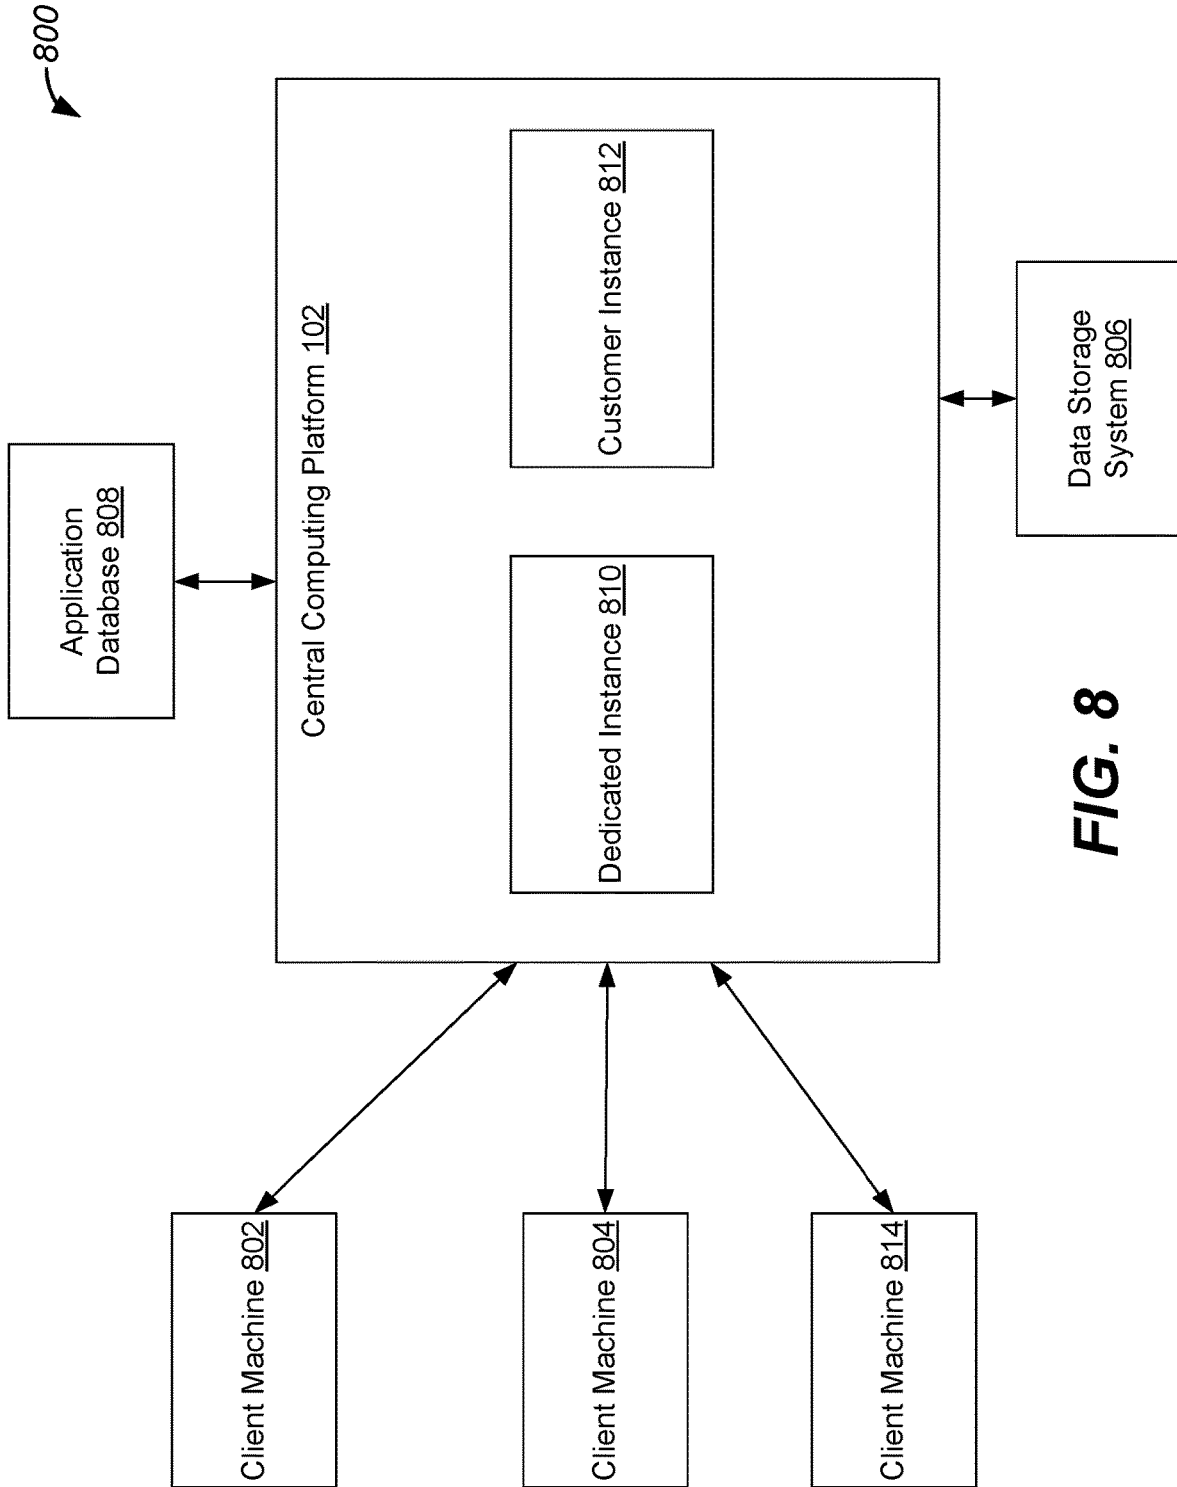 800
Application
Database 808
Central Computing Platform 102
Dedicated Instance 810
Customer Instance 812
Client Machine 802
Client Machine 804
Client Machine 814
Data Storage
System 806
FIG. 8